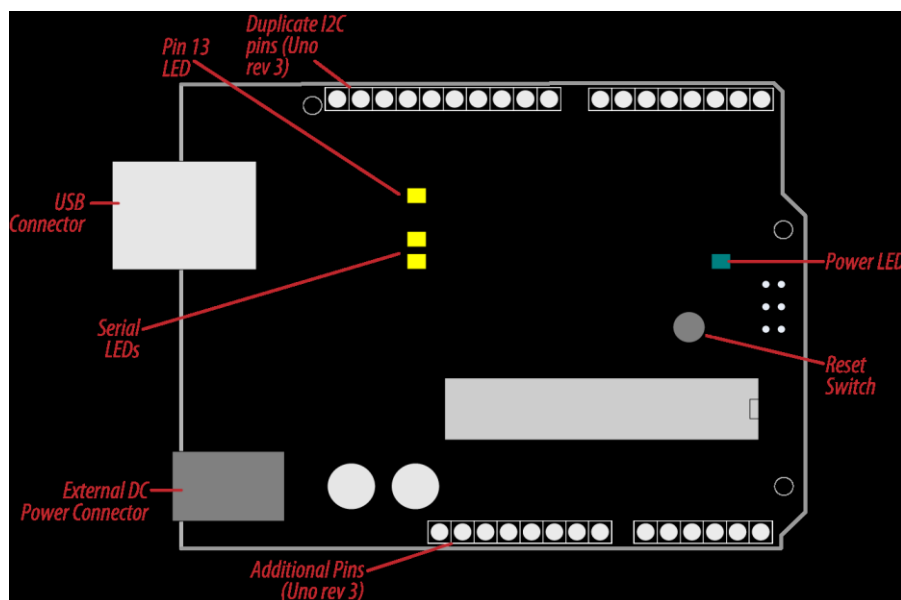 Duplicate I2C
pins (Uno
rev 3)
Pin 13
LED
USB
Connector
Power LED
Serial
LEDs
Reset
Switch
External DC
Power Connector
Additional Pins
(Uno rev 3)